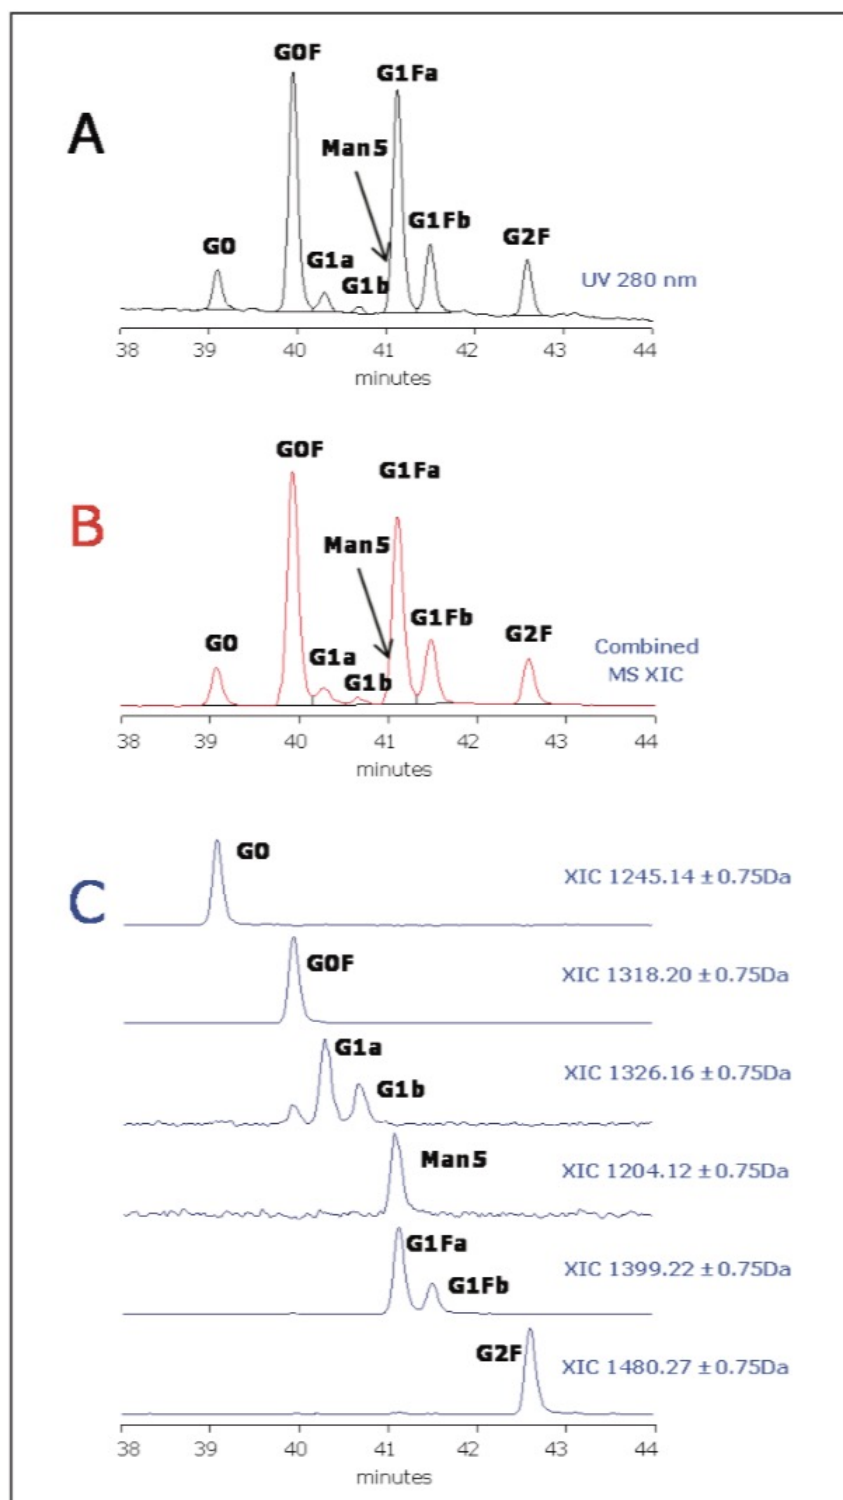 A
G0F
G1Fa
Man5
G1Fb
G0
G1a
G1b
G2F
UV 280 nm
38 39 40 41 42 43 44
minutes
B
G0F
G1Fa
Man5
G1Fb
G0
G1a
G1b
G2F
Combined
MS XIC
38 39 40 41 42 43 44
minutes
C
G0
XIC 1245.14 ± 0.75Da
G0F
XIC 1318.20 ± 0.75Da
G1a
G1b
XIC 1326.16 ± 0.75Da
Man5
XIC 1204.12 ± 0.75Da
G1Fa
G1Fb
XIC 1399.22 ± 0.75Da
G2F
XIC 1480.27 ± 0.75Da
38 39 40 41 42 43 44
minutes